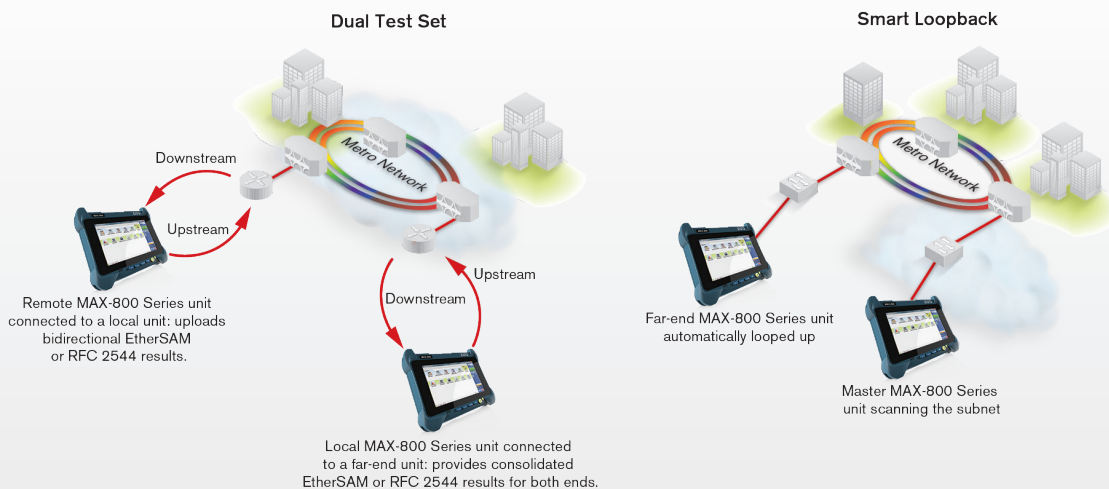 Dual Test Set
Downstream
Upstream
Metro Network
Remote MAX-800 Series unit
connected to a local unit: uploads
bidirectional EtherSAM
or RFC 2544 results.
Upstream
Downstream
Local MAX-800 Series unit connected
to a far-end unit: provides consolidated
EtherSAM or RFC 2544 results for both ends.
Smart Loopback
Metro Network
Far-end MAX-800 Series unit
automatically looped up
Master MAX-800 Series
unit scanning the subnet